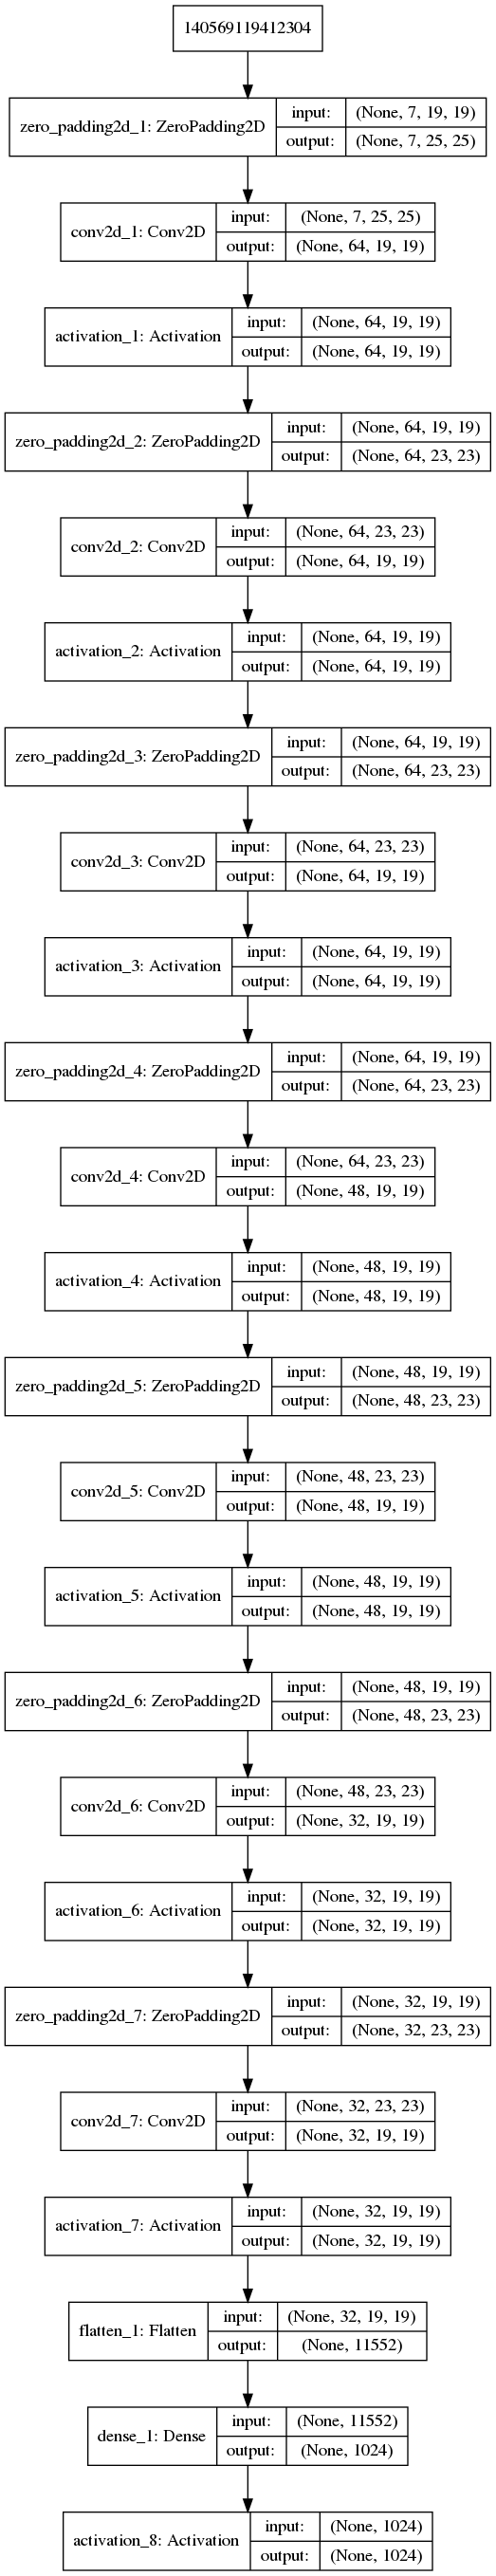 140569119412304
zero_padding2d_1: ZeroPadding2D
input: (None, 7, 19, 19)
output: (None, 7, 25, 25)
conv2d_1: Conv2D
input: (None, 7, 25, 25)
output: (None, 64, 19, 19)
activation_1: Activation
input: (None, 64, 19, 19)
output: (None, 64, 19, 19)
zero_padding2d_2: ZeroPadding2D
input: (None, 64, 19, 19)
output: (None, 64, 23, 23)
conv2d_2: Conv2D
input: (None, 64, 23, 23)
output: (None, 64, 19, 19)
activation_2: Activation
input: (None, 64, 19, 19)
output: (None, 64, 19, 19)
zero_padding2d_3: ZeroPadding2D
input: (None, 64, 19, 19)
output: (None, 64, 23, 23)
conv2d_3: Conv2D
input: (None, 64, 23, 23)
output: (None, 64, 19, 19)
activation_3: Activation
input: (None, 64, 19, 19)
output: (None, 64, 19, 19)
zero_padding2d_4: ZeroPadding2D
input: (None, 64, 19, 19)
output: (None, 64, 23, 23)
conv2d_4: Conv2D
input: (None, 64, 23, 23)
output: (None, 48, 19, 19)
activation_4: Activation
input: (None, 48, 19, 19)
output: (None, 48, 19, 19)
zero_padding2d_5: ZeroPadding2D
input: (None, 48, 19, 19)
output: (None, 48, 23, 23)
conv2d_5: Conv2D
input: (None, 48, 23, 23)
output: (None, 48, 19, 19)
activation_5: Activation
input: (None, 48, 19, 19)
output: (None, 48, 19, 19)
zero_padding2d_6: ZeroPadding2D
input: (None, 48, 19, 19)
output: (None, 48, 23, 23)
conv2d_6: Conv2D
input: (None, 48, 23, 23)
output: (None, 32, 19, 19)
activation_6: Activation
input: (None, 32, 19, 19)
output: (None, 32, 19, 19)
zero_padding2d_7: ZeroPadding2D
input: (None, 32, 19, 19)
output: (None, 32, 23, 23)
conv2d_7: Conv2D
input: (None, 32, 23, 23)
output: (None, 32, 19, 19)
activation_7: Activation
input: (None, 32, 19, 19)
output: (None, 32, 19, 19)
flatten_1: Flatten
input: (None, 32, 19, 19)
output: (None, 11552)
dense_1: Dense
input: (None, 11552)
output: (None, 1024)
activation_8: Activation
input: (None, 1024)
output: (None, 1024)